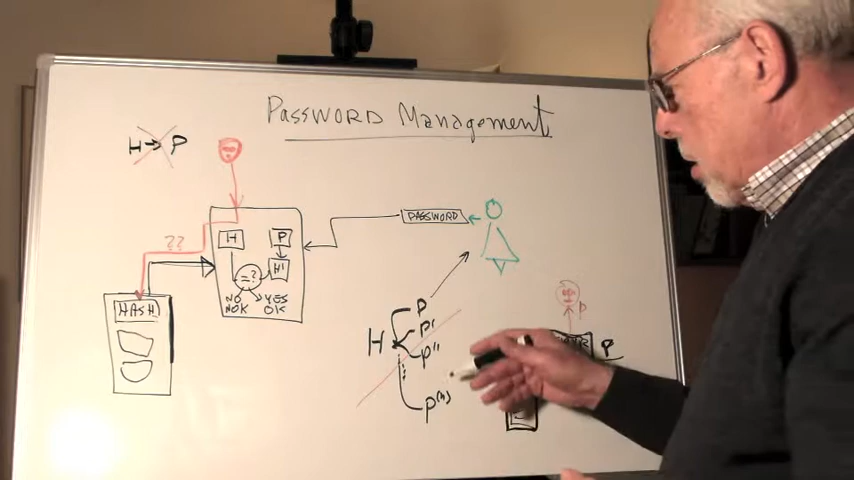 PASSWORD MANAGEMENT
H → P
PASSWORD
??
H P
H'
=?
NO YES
NOK OK
HASH
P
P'
H
P''
P(n)
P
P